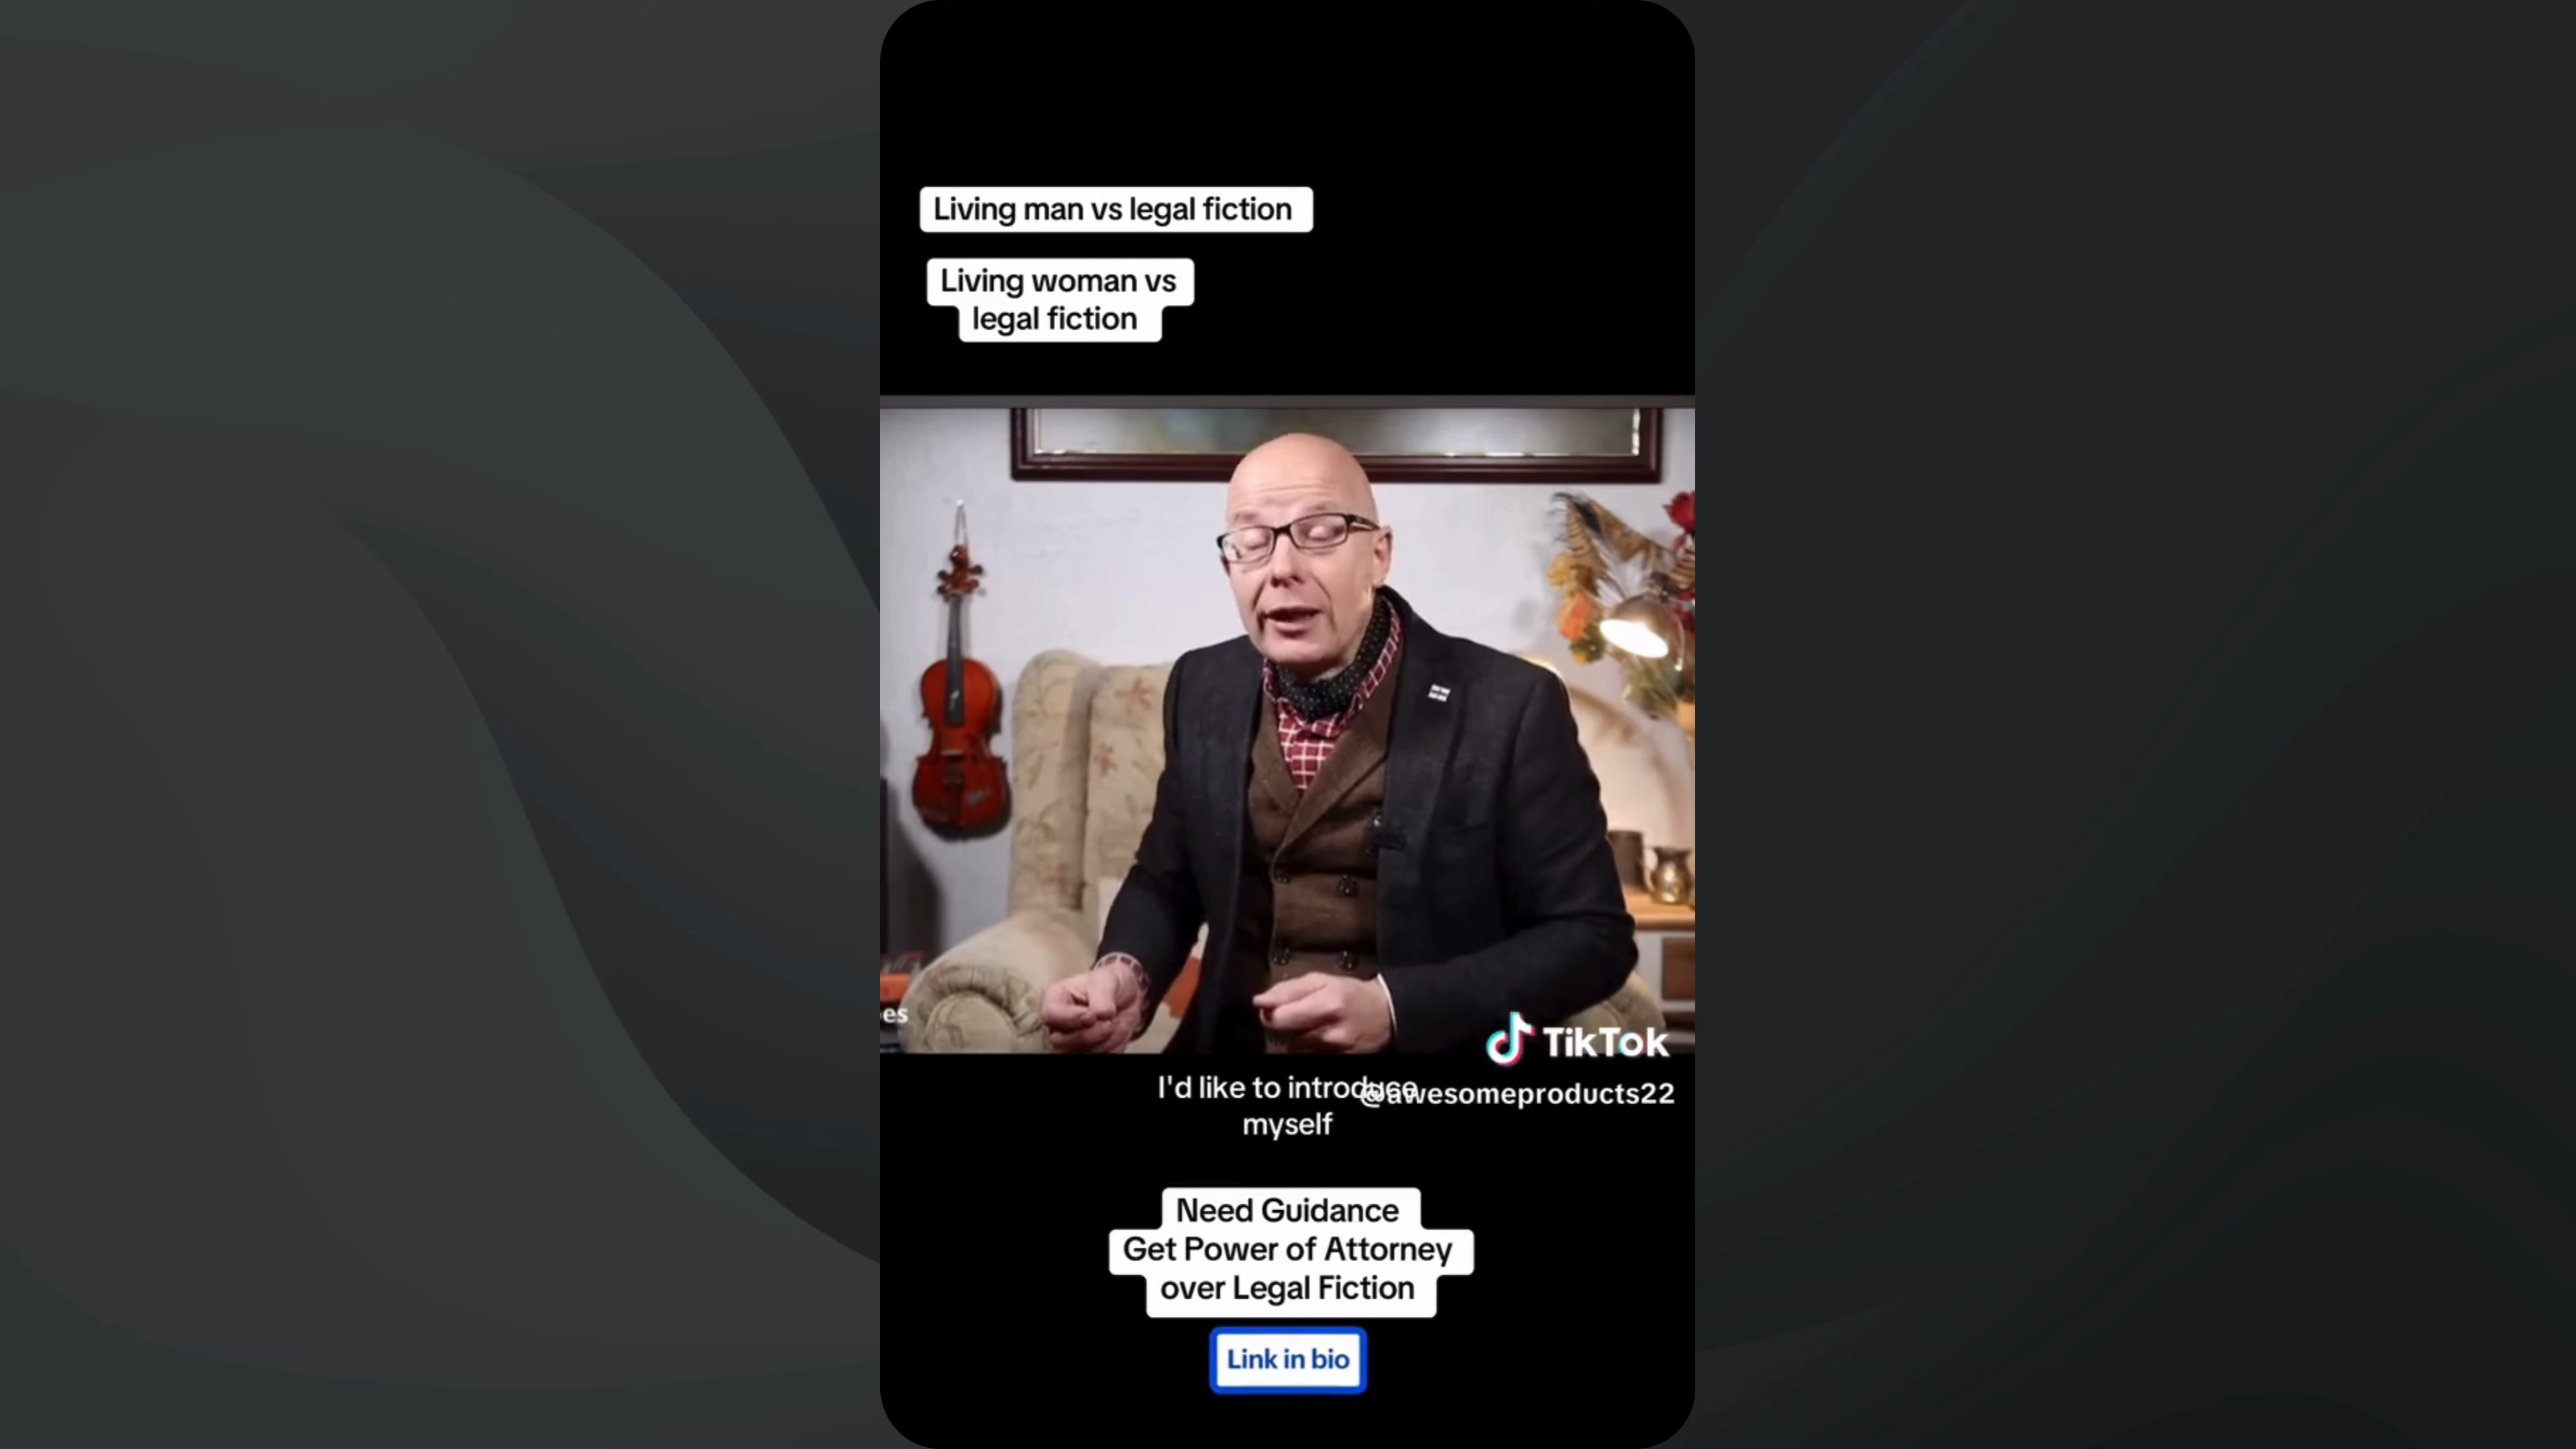 Living man vs legal fiction
Living woman vs
legal fiction
es
TikTok
I'd like to introduce
@awesomeproducts22
myself
Need Guidance
Get Power of Attorney
over Legal Fiction
Link in bio